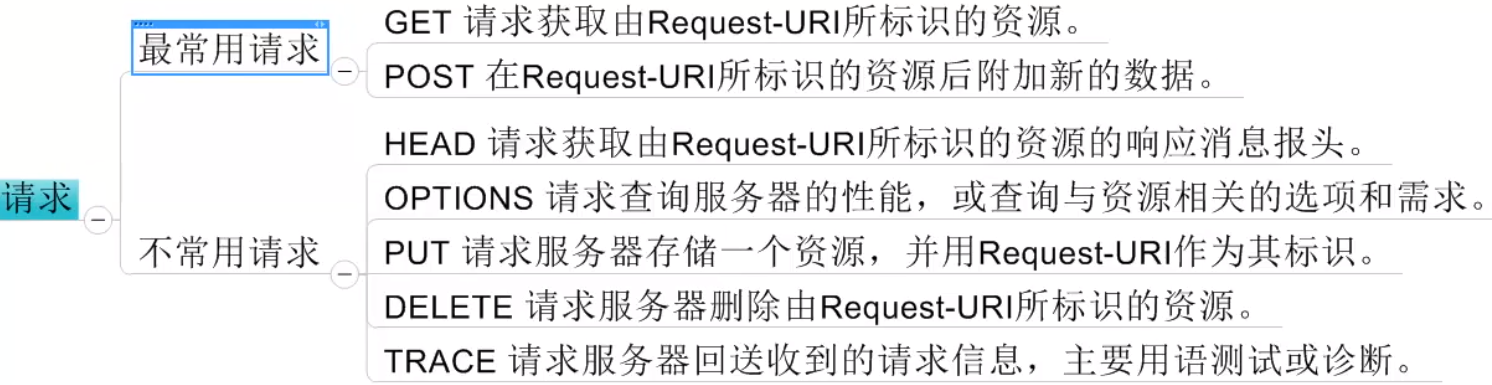 请求
最常用请求
GET 请求获取由Request-URI所标识的资源。
POST 在Request-URI所标识的资源后附加新的数据。
不常用请求
HEAD 请求获取由Request-URI所标识的资源的响应消息报头。
OPTIONS 请求查询服务器的性能，或查询与资源相关的选项和需求。
PUT 请求服务器存储一个资源，并用Request-URI作为其标识。
DELETE 请求服务器删除由Request-URI所标识的资源。
TRACE 请求服务器回送收到的请求信息，主要用语测试或诊断。